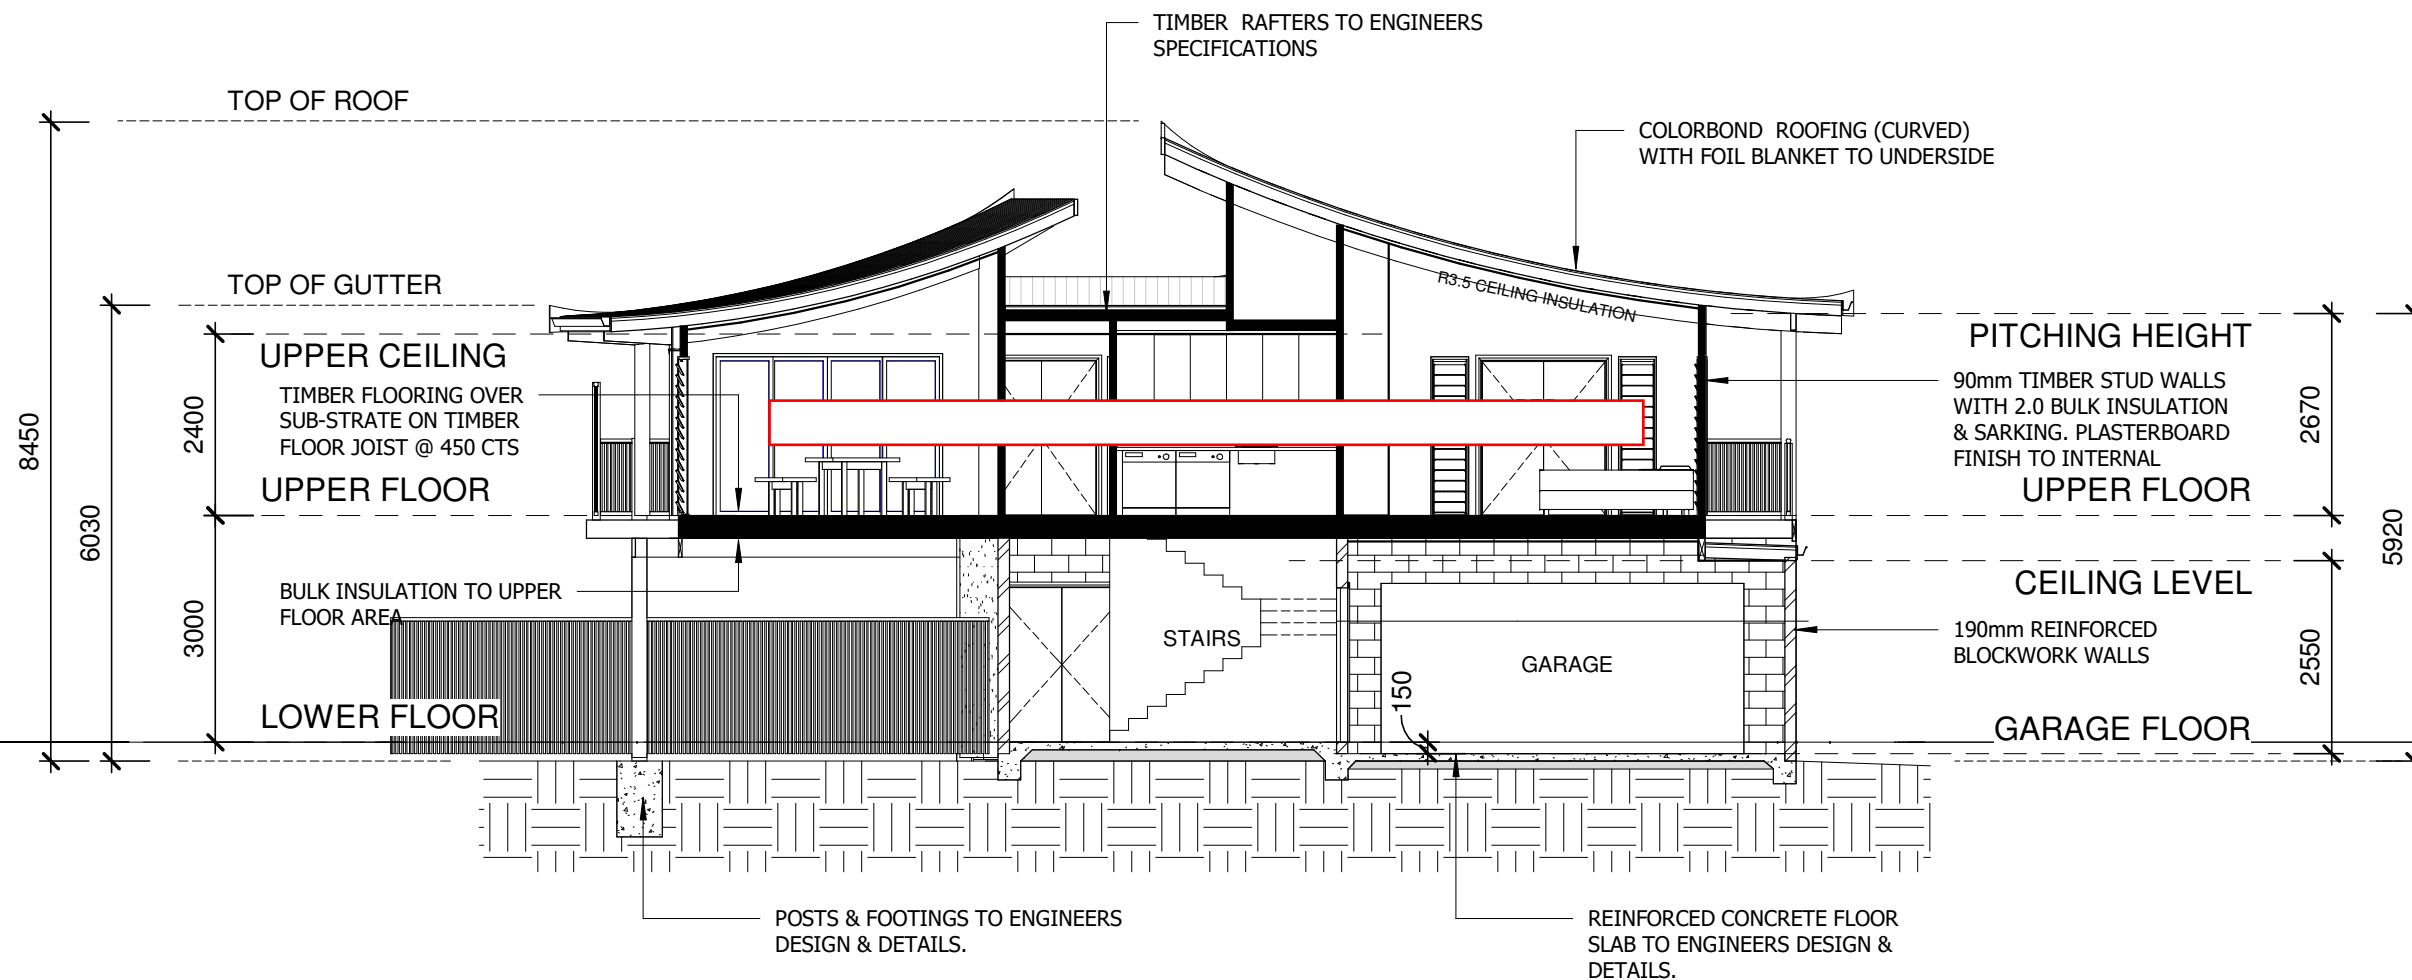 TIMBER RAFTERS TO ENGINEERS
SPECIFICATIONS
TOP OF ROOF
COLORBOND ROOFING (CURVED)
WITH FOIL BLANKET TO UNDERSIDE
TOP OF GUTTER
R3.5 CEILING INSULATION
UPPER CEILING
PITCHING HEIGHT
TIMBER FLOORING OVER
SUB-STRATE ON TIMBER
FLOOR JOIST @ 450 CTS
90mm TIMBER STUD WALLS
WITH 2.0 BULK INSULATION
& SARKING. PLASTERBOARD
FINISH TO INTERNAL
8450
2400
2670
UPPER FLOOR
UPPER FLOOR
6030
5920
BULK INSULATION TO UPPER
FLOOR AREA
CEILING LEVEL
3000
STAIRS
190mm REINFORCED
BLOCKWORK WALLS
GARAGE
2550
150
LOWER FLOOR
GARAGE FLOOR
POSTS & FOOTINGS TO ENGINEERS
DESIGN & DETAILS.
REINFORCED CONCRETE FLOOR
SLAB TO ENGINEERS DESIGN &
DETAILS.